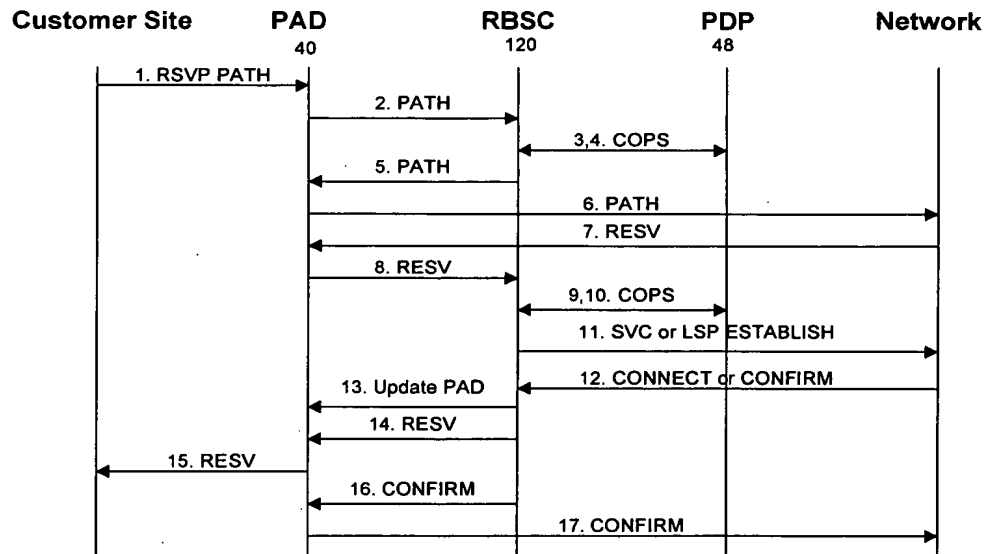 Customer Site PAD RBSC PDP Network
40 120 48
1. RSVP PATH
2. PATH
3,4. COPS
5. PATH
6. PATH
7. RESV
8. RESV
9,10. COPS
11. SVC or LSP ESTABLISH
12. CONNECT or CONFIRM
13. Update PAD
14. RESV
15. RESV
16. CONFIRM
17. CONFIRM